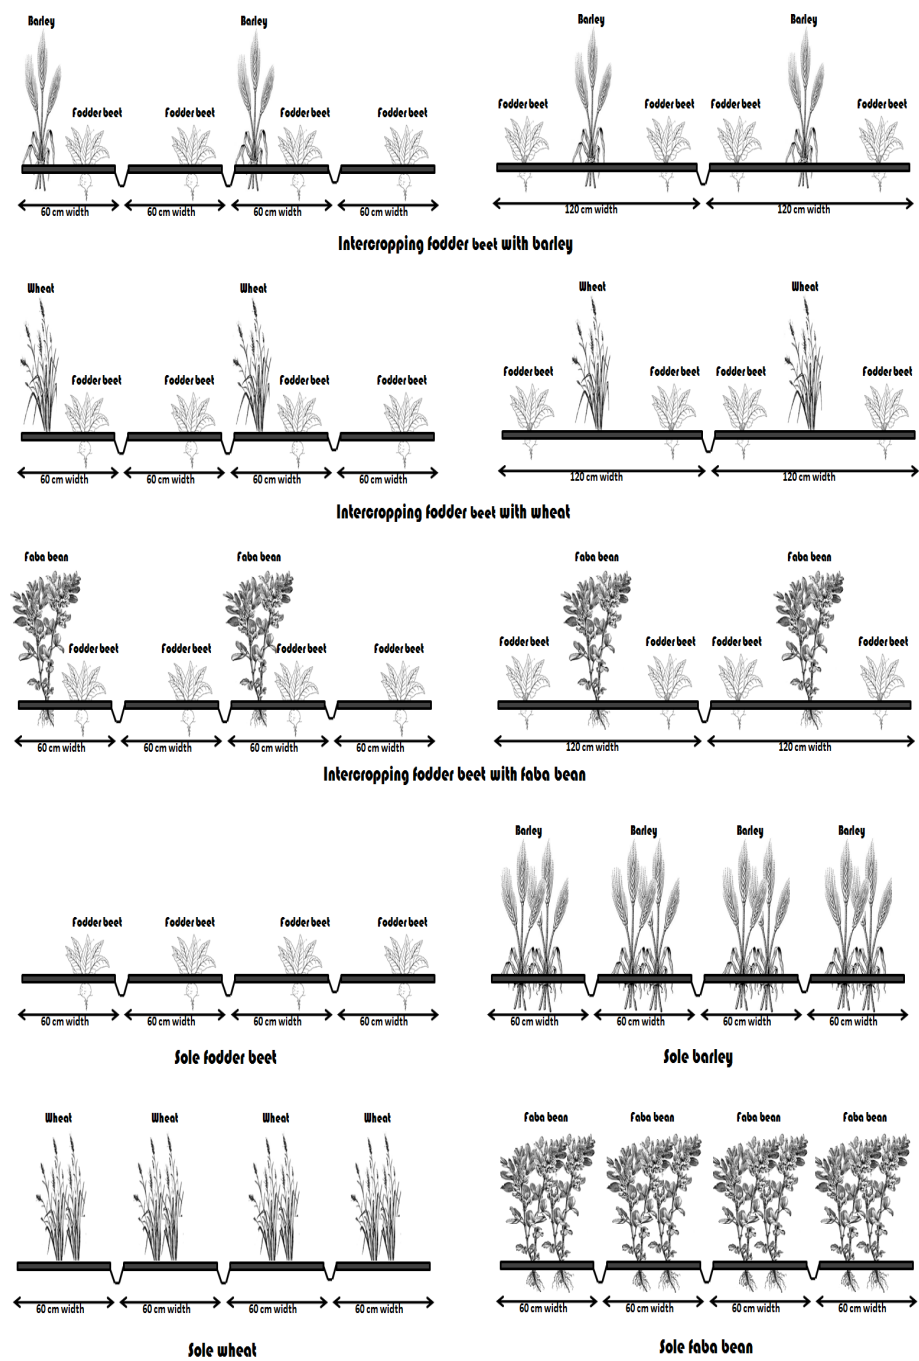 Barley Barley Barley Barley
Fodder beet Fodder beet Fodder beet Fodder beet Fodder beet Fodder beet Fodder beet Fodder beet
60 cm width 60 cm width 60 cm width 60 cm width 120 cm width 120 cm width
Intercropping fodder beet with barley
Wheat Wheat Wheat Wheat
Fodder beet Fodder beet Fodder beet Fodder beet Fodder beet Fodder beet Fodder beet Fodder beet
60 cm width 60 cm width 60 cm width 60 cm width 120 cm width 120 cm width
Intercropping fodder beet with wheat
Faba bean Faba bean Faba bean Faba bean
Fodder beet Fodder beet Fodder beet Fodder beet Fodder beet Fodder beet Fodder beet Fodder beet
60 cm width 60 cm width 60 cm width 60 cm width 120 cm width 120 cm width
Intercropping fodder beet with faba bean
Barley Barley Barley Barley
Fodder beet Fodder beet Fodder beet Fodder beet
60 cm width 60 cm width 60 cm width 60 cm width 60 cm width 60 cm width 60 cm width 60 cm width
Sole fodder beet Sole barley
Wheat Wheat Wheat Wheat Faba bean Faba bean Faba bean Faba bean
60 cm width 60 cm width 60 cm width 60 cm width 60 cm width 60 cm width 60 cm width 60 cm width
Sole wheat Sole faba bean